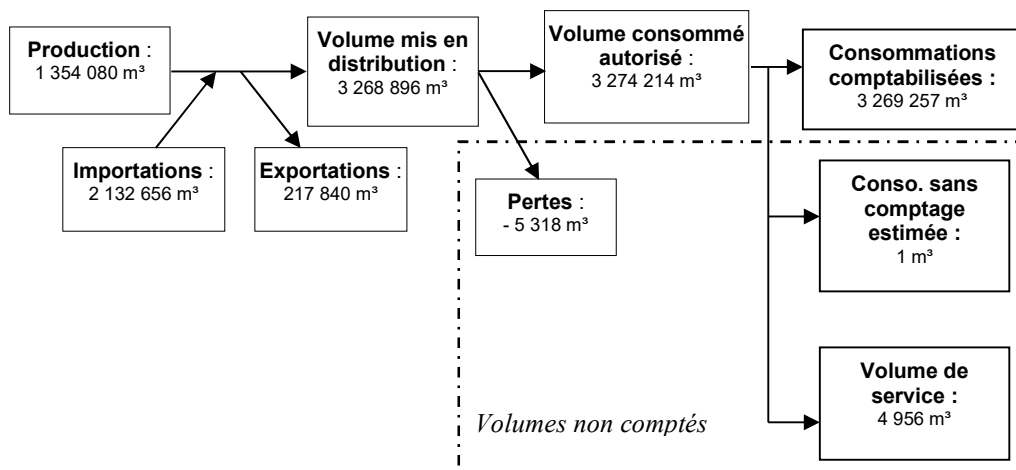 Production :
1 354 080 m³
Volume mis en
distribution :
3 268 896 m³
Volume consommé
autorisé :
3 274 214 m³
Consommations
comptabilisées :
3 269 257 m³
Importations :
2 132 656 m³
Exportations :
217 840 m³
Pertes :
- 5 318 m³
Conso. sans
comptage
estimée :
1 m³
Volume de
service :
4 956 m³
Volumes non comptés